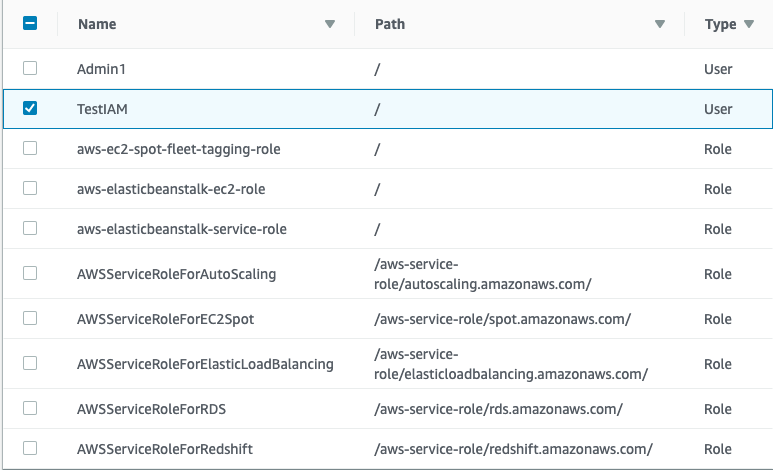 Name Path Type
Admin1 / User
TestIAM / User
aws-ec2-spot-fleet-tagging-role / Role
aws-elasticbeanstalk-ec2-role / Role
aws-elasticbeanstalk-service-role / Role
AWSServiceRoleForAutoScaling /aws-service-
role/autoscaling.amazonaws.com/ Role
AWSServiceRoleForEC2Spot /aws-service-role/spot.amazonaws.com/ Role
AWSServiceRoleForElasticLoadBalancing /aws-service-
role/elasticloadbalancing.amazonaws.com/ Role
AWSServiceRoleForRDS /aws-service-role/rds.amazonaws.com/ Role
AWSServiceRoleForRedshift /aws-service-role/redshift.amazonaws.com/ Role